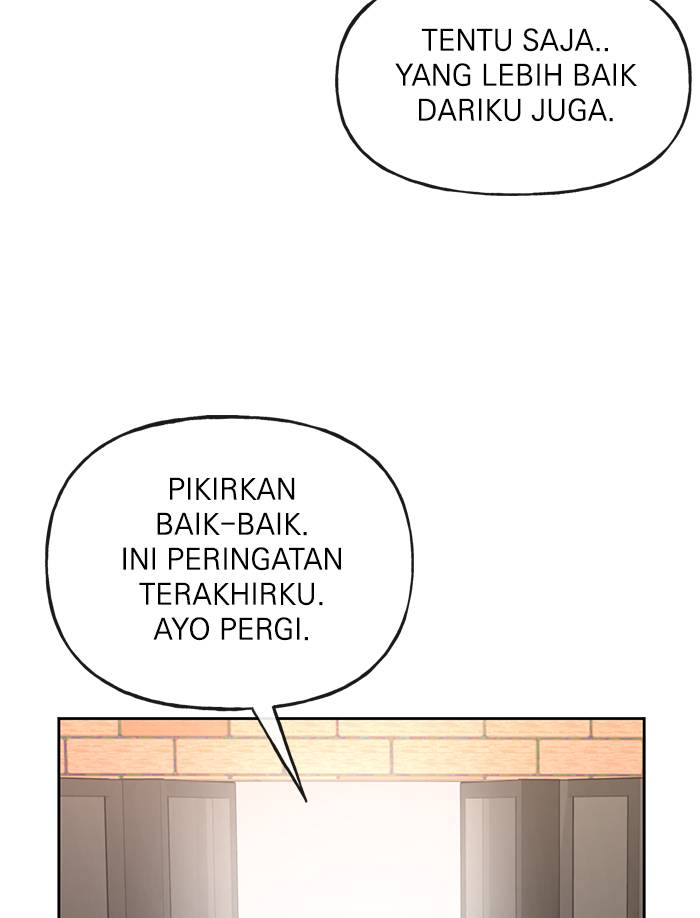 TENTU SAJA..
YANG LEBIH BAIK
DARIKU JUGA.
PIKIRKAN
BAIK-BAIK.
INI PERINGATAN
TERAKHIRKU.
AYO PERGI.